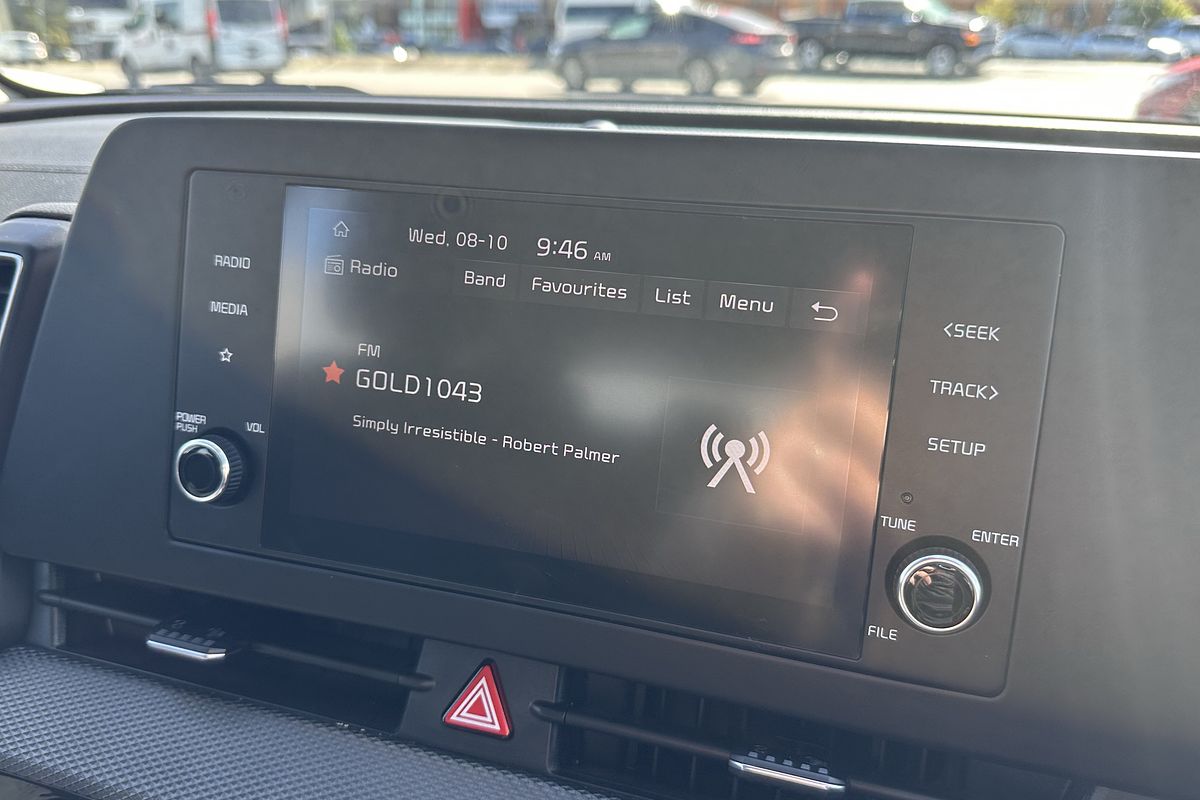 Wed, 08-10 9:46 AM
Radio
Band Favourites List Menu
FM
GOLD1043
Simply Irresistible - Robert Palmer
RADIO
MEDIA
POWER
PUSH
VOL
<SEEK
TRACK>
SETUP
TUNE
ENTER
FILE